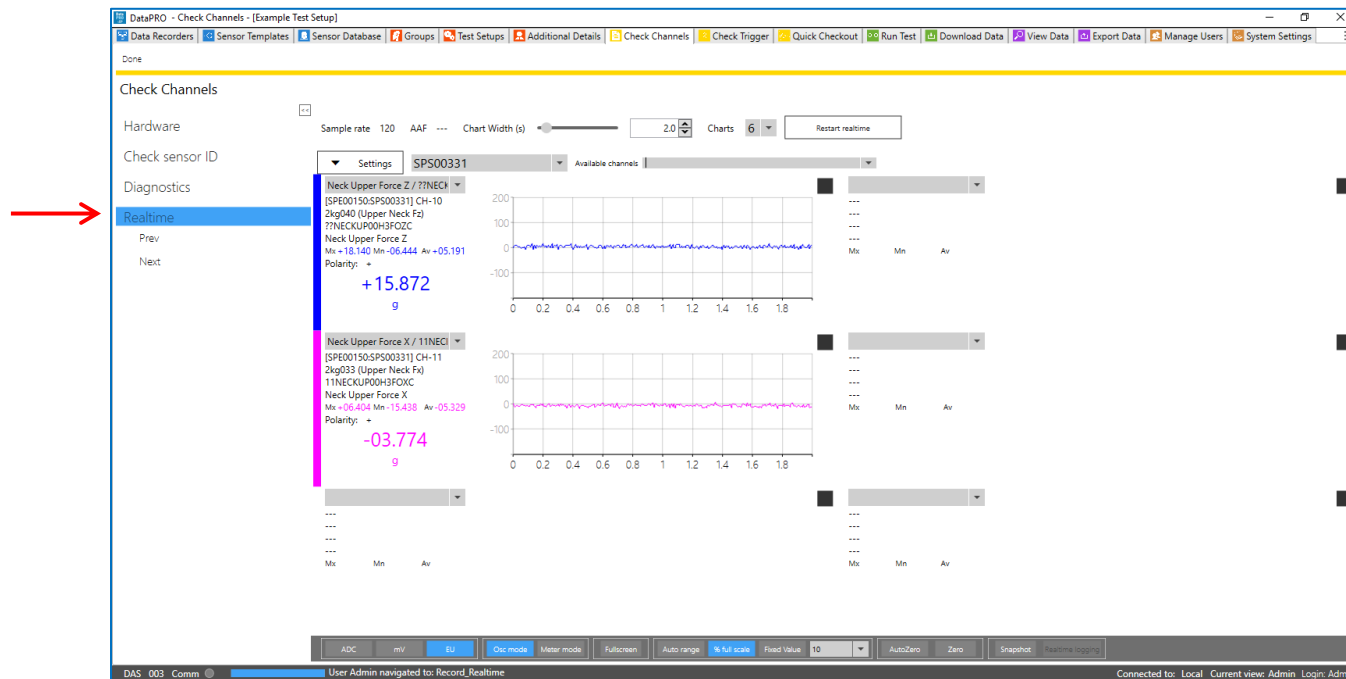 DataPRO - Check Channels - [Example Test Setup]
Data Recorders Sensor Templates Sensor Database Groups Test Setups Additional Details Check Channels Check Trigger Quick Checkout Run Test Download Data View Data Export Data Manage Users System Settings
Done
Check Channels
<<
Hardware
Check sensor ID
Diagnostics
Realtime
Prev
Next
Sample rate 120 AAF --- Chart Width (s) 2.0 Charts 6 Restart realtime
Settings SPS00331 Available channels
Neck Upper Force Z / ??NECK
[SPE00150:SPS00331] CH-10
2kg040 (Upper Neck Fz)
??NECKUP00H3FOZC
Neck Upper Force Z
Mx +18.140 Mn -06.444 Av +05.191
Polarity: +
+15.872
g
200
100
0
-100
0 0.2 0.4 0.6 0.8 1 1.2 1.4 1.6 1.8
---
---
---
---
Mx Mn Av
Neck Upper Force X / 11NECI
[SPE00150:SPS00331] CH-11
2kg033 (Upper Neck Fx)
11NECKUP00H3FOXC
Neck Upper Force X
Mx +06.404 Mn -15.438 Av -05.329
Polarity: +
-03.774
g
200
100
0
-100
0 0.2 0.4 0.6 0.8 1 1.2 1.4 1.6 1.8
---
---
---
---
Mx Mn Av
---
---
---
---
Mx Mn Av
---
---
---
---
Mx Mn Av
ADC mV EU Osc mode Meter mode Fullscreen Auto range % full scale Fixed Value 10 AutoZero Zero Snapshot Realtime logging
DAS 003 Comm User Admin navigated to: Record_Realtime Connected to: Local Current view: Admin Login: Adm